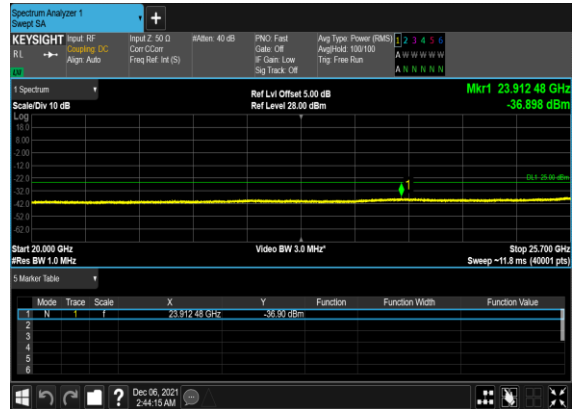 Spectrum Analyzer 1
Swept SA
KEYSIGHT
RL
Input: RF
Coupling: DC
Align: Auto
Input Z: 50 Ω
Corr CCorr
Freq Ref: Int (S)
#Atten: 40 dB
PNO: Fast
Gate: Off
IF Gain: Low
Sig Track: Off
Avg Type: Power (RMS)
Avg|Hold: 100/100
Trig: Free Run
1 2 3 4 5 6
A W W W W W
A N N N N N
1 Spectrum
Scale/Div 10 dB
Ref Lvl Offset 5.00 dB
Ref Level 28.00 dBm
Mkr1 23.912 48 GHz
-36.898 dBm
Log
18.0
8.00
-2.00
-12.0
-22.0
-32.0
-42.0
-52.0
-62.0
DL1 -25.00 dBm
1
Start 20.000 GHz
#Res BW 1.0 MHz
Video BW 3.0 MHz*
Stop 25.700 GHz
Sweep ~11.8 ms (40001 pts)
5 Marker Table
Mode Trace Scale X Y Function Function Width Function Value
1 N 1 f 23.912 48 GHz -36.90 dBm
2
3
4
5
6
?
Dec 06, 2021
2:44:15 AM